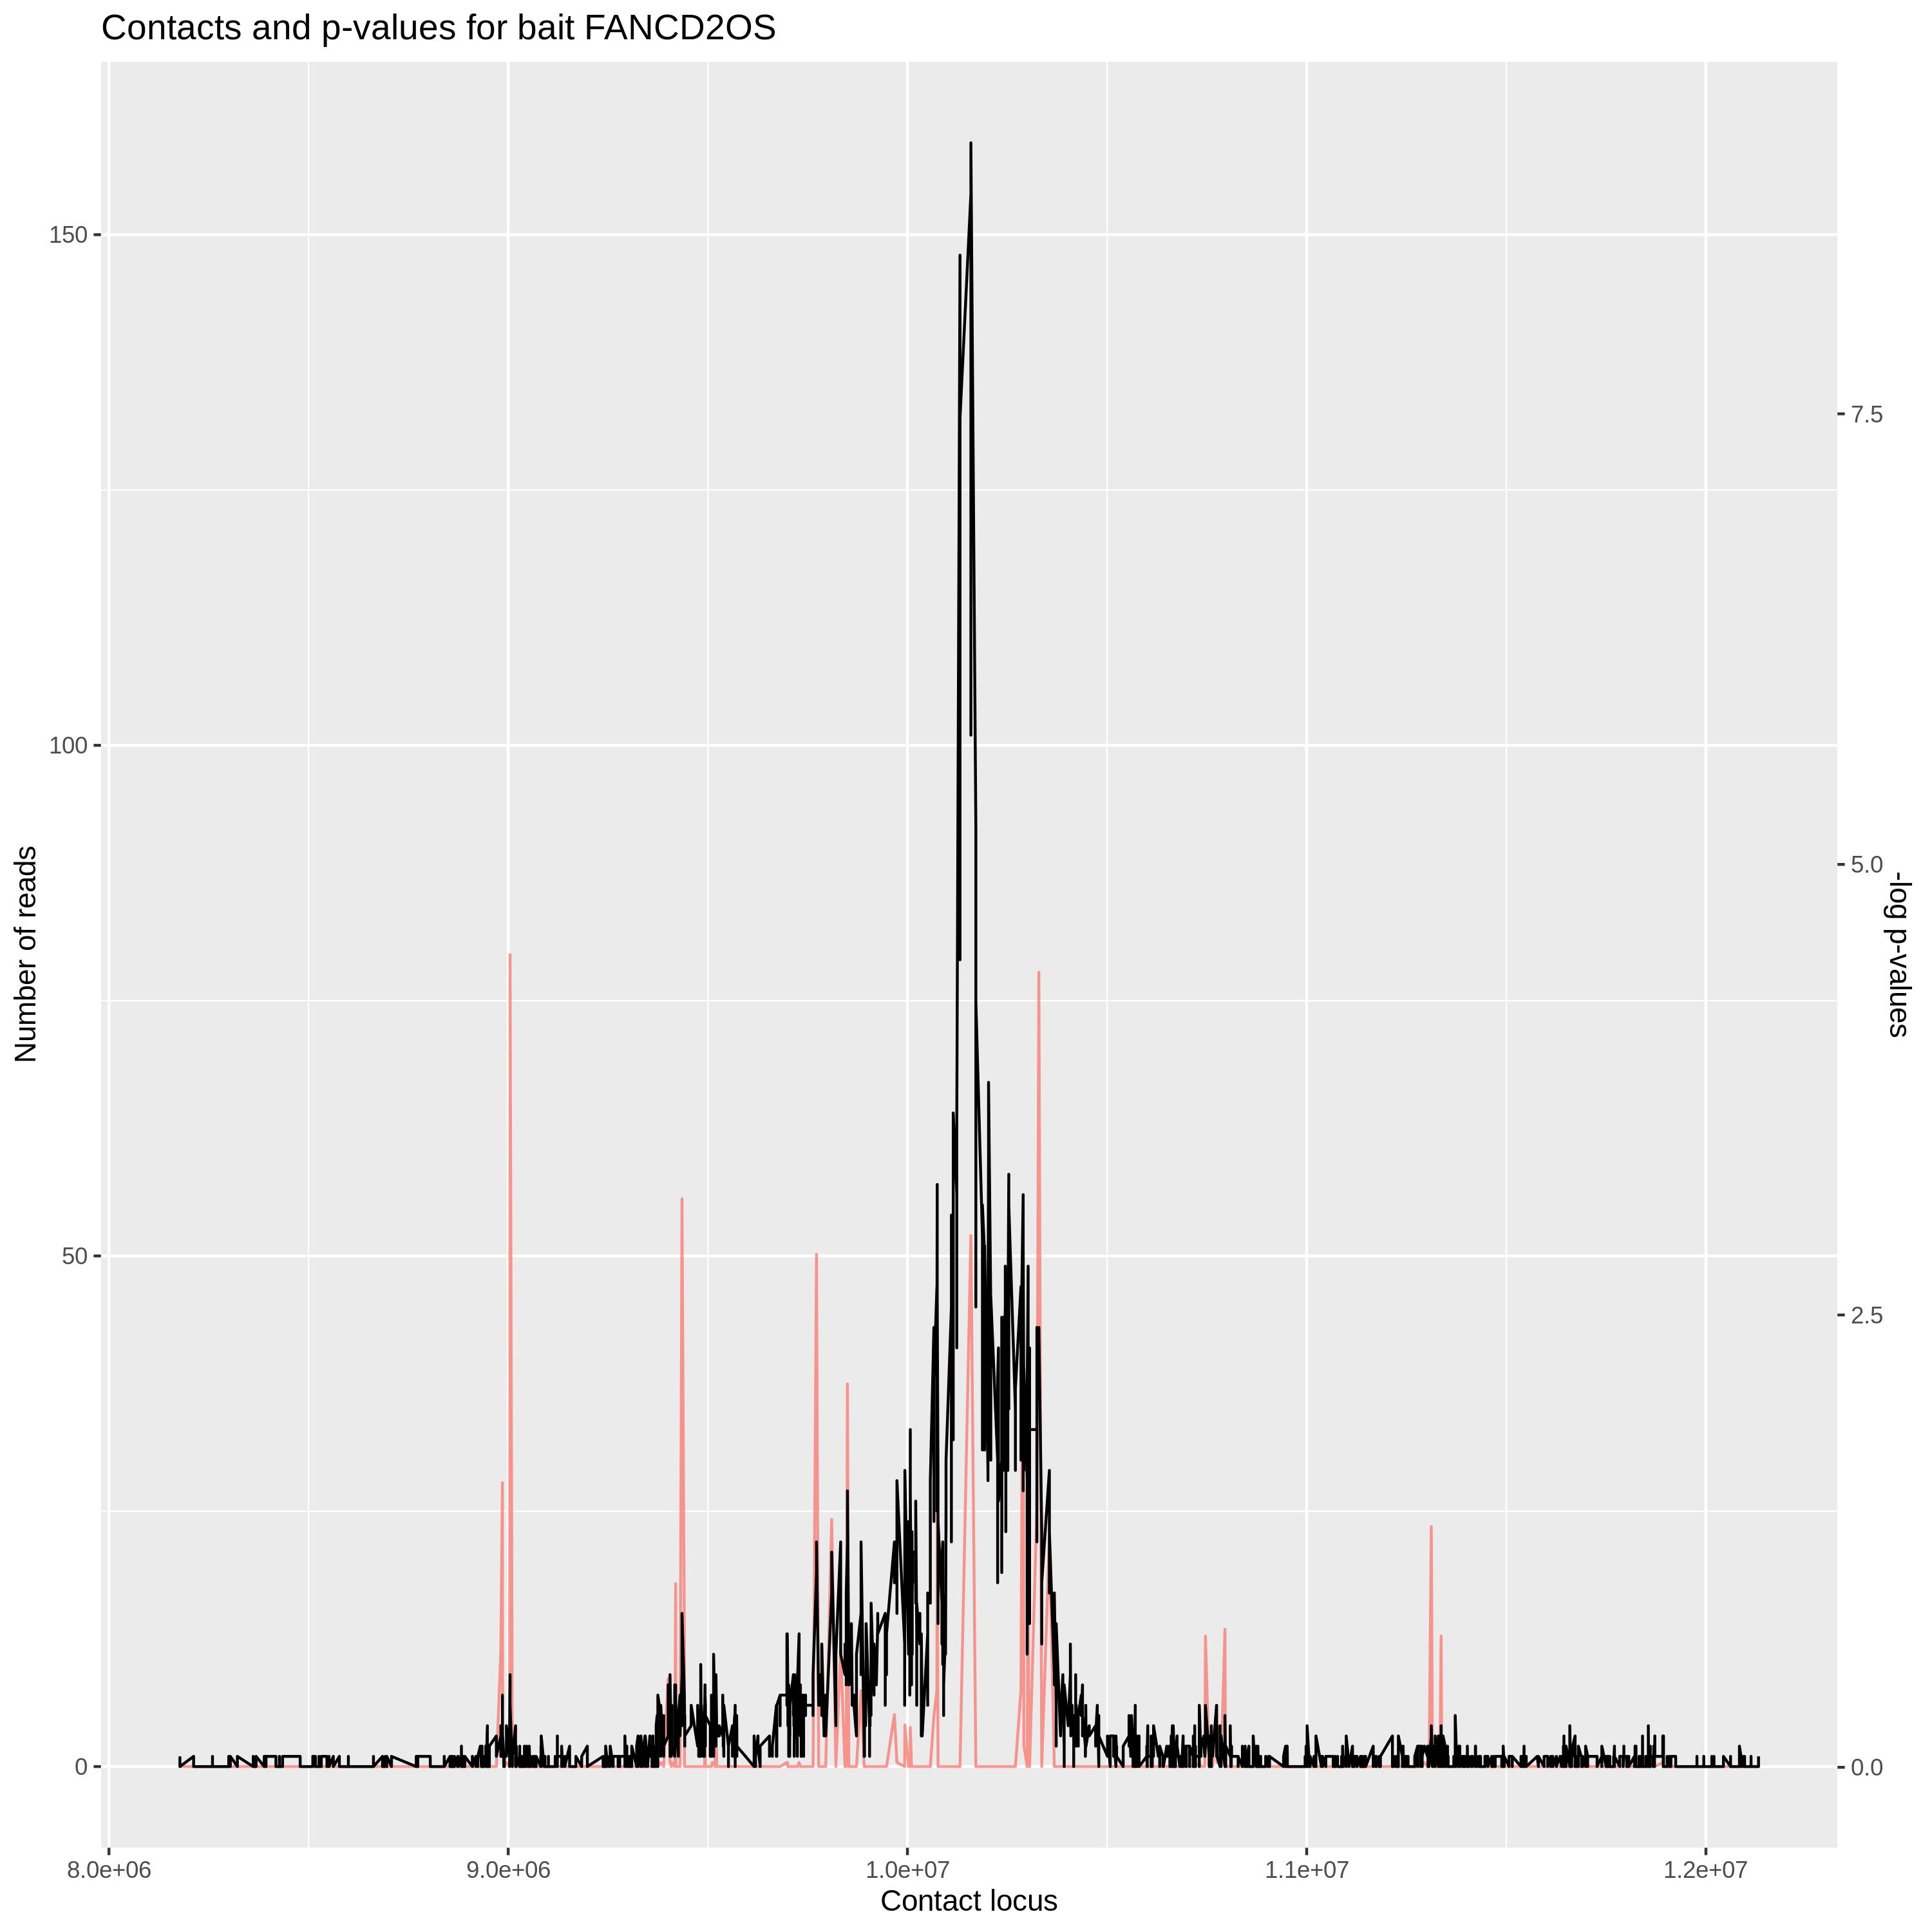 Contacts and p-values for bait FANCD2OS
150
100
50
0
Number of reads
7.5
5.0
2.5
0.0
-log p-values
8.0e+06 9.0e+06 1.0e+07 1.1e+07 1.2e+07
Contact locus